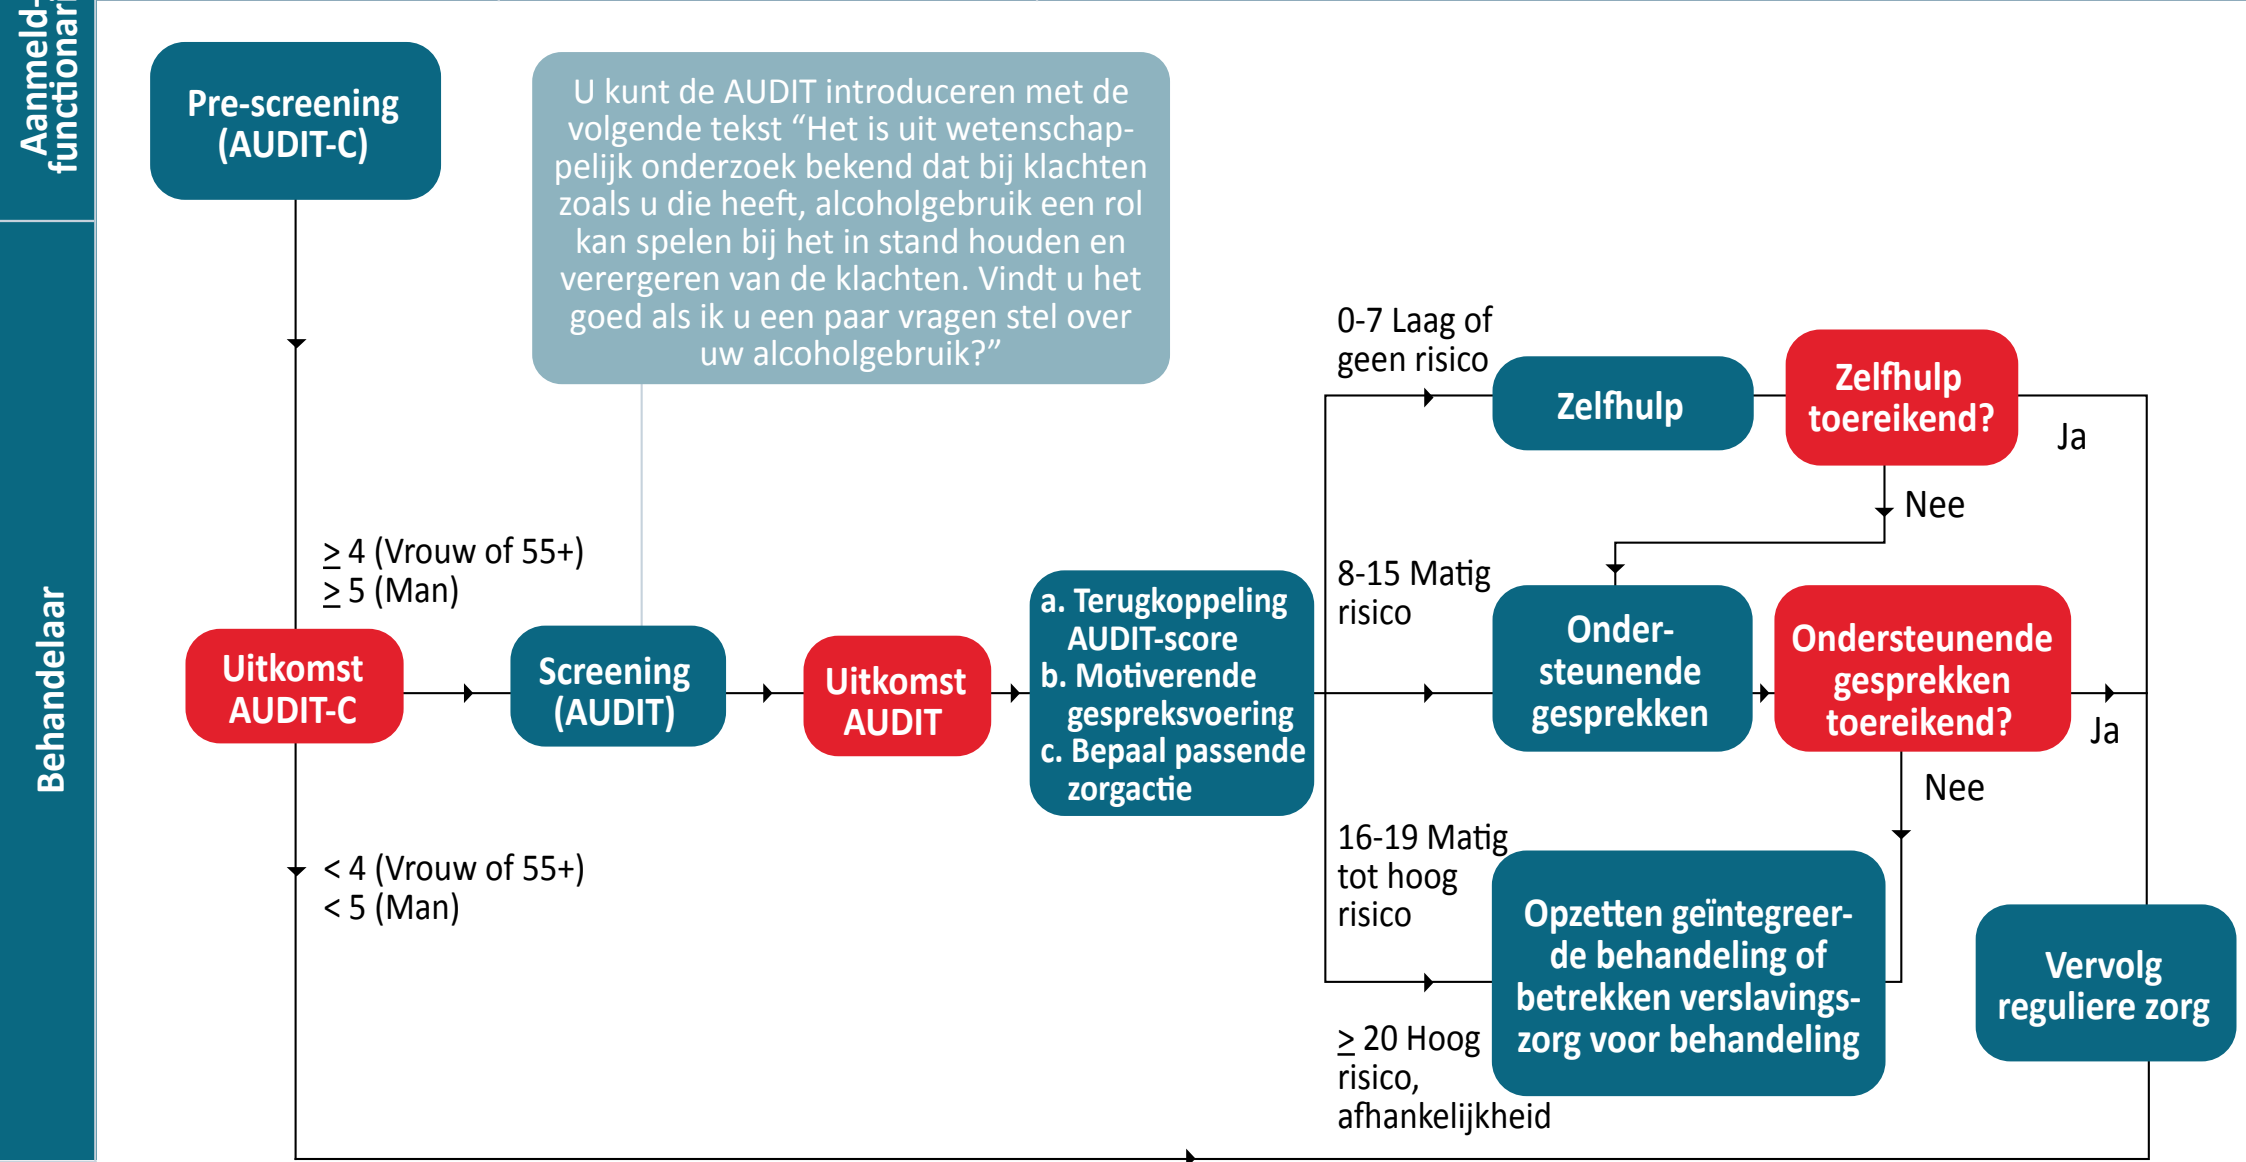 Aanmeld-
functionari
Behandelaar
Pre-screening
(AUDIT-C)
U kunt de AUDIT introduceren met de
volgende tekst “Het is uit wetenschap-
pelijk onderzoek bekend dat bij klachten
zoals u die heeft, alcoholgebruik een rol
kan spelen bij het in stand houden en
verergeren van de klachten. Vindt u het
goed als ik u een paar vragen stel over
uw alcoholgebruik?”
≥ 4 (Vrouw of 55+)
≥ 5 (Man)
Uitkomst
AUDIT-C
< 4 (Vrouw of 55+)
< 5 (Man)
Screening
(AUDIT)
Uitkomst
AUDIT
a. Terugkoppeling
AUDIT-score
b. Motiverende
gespreksvoering
c. Bepaal passende
zorgactie
0-7 Laag of
geen risico
Zelfhulp
Zelfhulp
toereikend?
Ja
Nee
8-15 Matig
risico
Onder-
steunende
gesprekken
Ondersteunende
gesprekken
toereikend?
Ja
Nee
16-19 Matig
tot hoog
risico
≥ 20 Hoog
risico,
afhankelijkheid
Opzetten geïntegreer-
de behandeling of
betrekken verslavings-
zorg voor behandeling
Vervolg
reguliere zorg